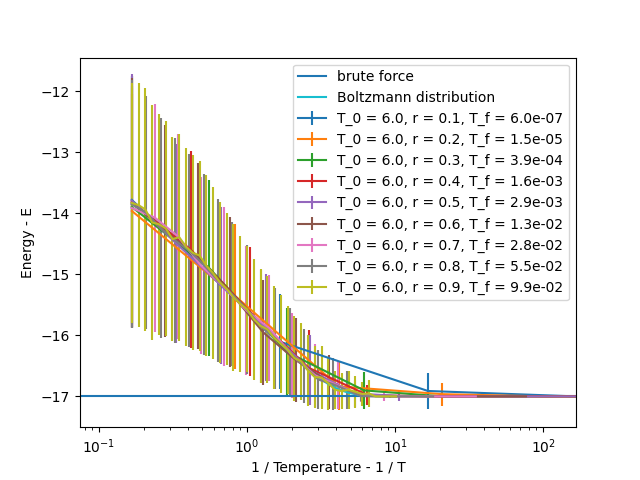 brute force
Boltzmann distribution
T_0 = 6.0, r = 0.1, T_f = 6.0e-07
T_0 = 6.0, r = 0.2, T_f = 1.5e-05
T_0 = 6.0, r = 0.3, T_f = 3.9e-04
T_0 = 6.0, r = 0.4, T_f = 1.6e-03
T_0 = 6.0, r = 0.5, T_f = 2.9e-03
T_0 = 6.0, r = 0.6, T_f = 1.3e-02
T_0 = 6.0, r = 0.7, T_f = 2.8e-02
T_0 = 6.0, r = 0.8, T_f = 5.5e-02
T_0 = 6.0, r = 0.9, T_f = 9.9e-02
Energy - E
−12
−13
−14
−15
−16
−17
10⁻¹ 10⁰ 10¹ 10²
1 / Temperature - 1 / T